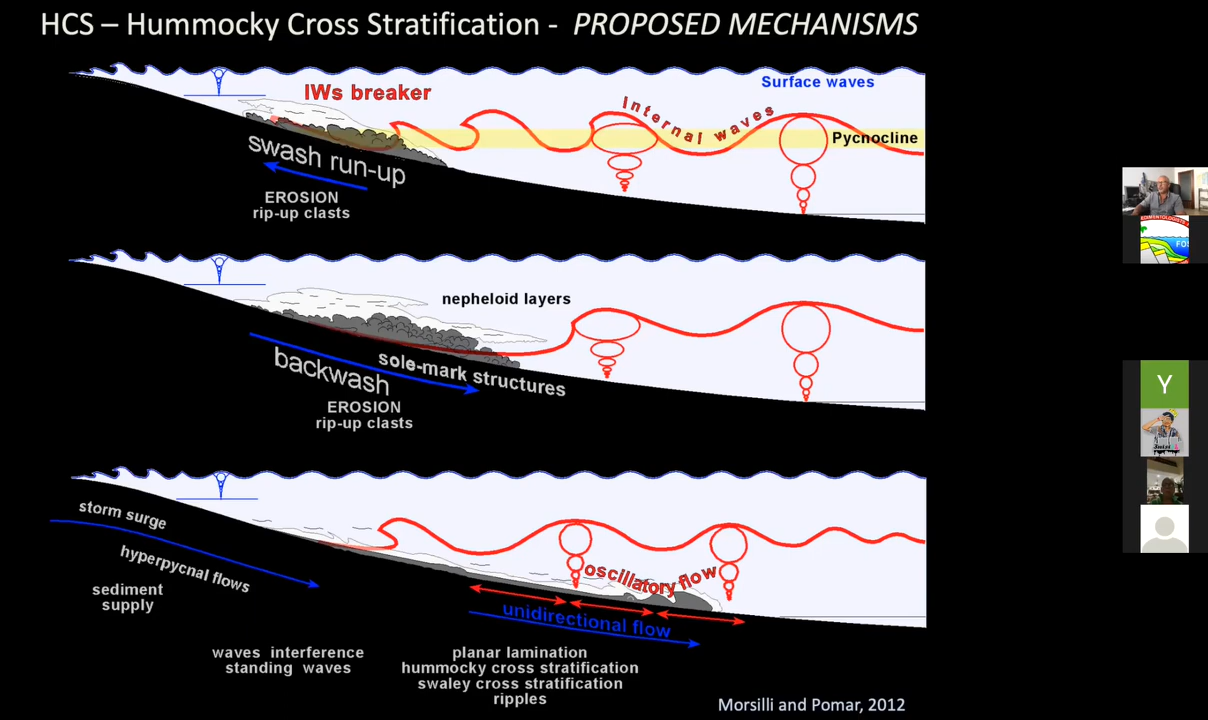 HCS – Hummocky Cross Stratification - PROPOSED MECHANISMS
Surface waves
IWs breaker
Internal waves
Pycnocline
swash run-up
EROSION
rip-up clasts
nepheloid layers
sole-mark structures
backwash
EROSION
rip-up clasts
storm surge
hyperpycnal flows
sediment
supply
oscillatory flow
unidirectional flow
waves interference
standing waves
planar lamination
hummocky cross stratification
swaley cross stratification
ripples
Morsilli and Pomar, 2012
Y